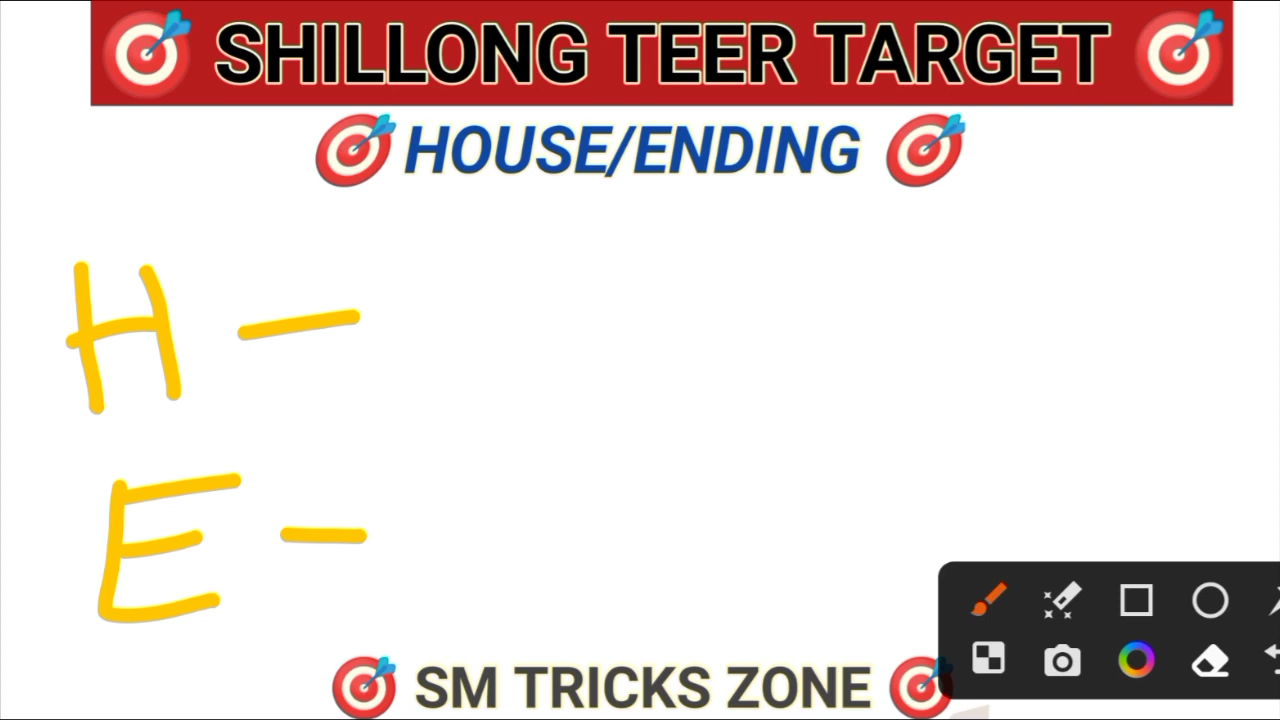 SHILLONG TEER TARGET
HOUSE/ENDING
H -
E -
SM TRICKS ZONE